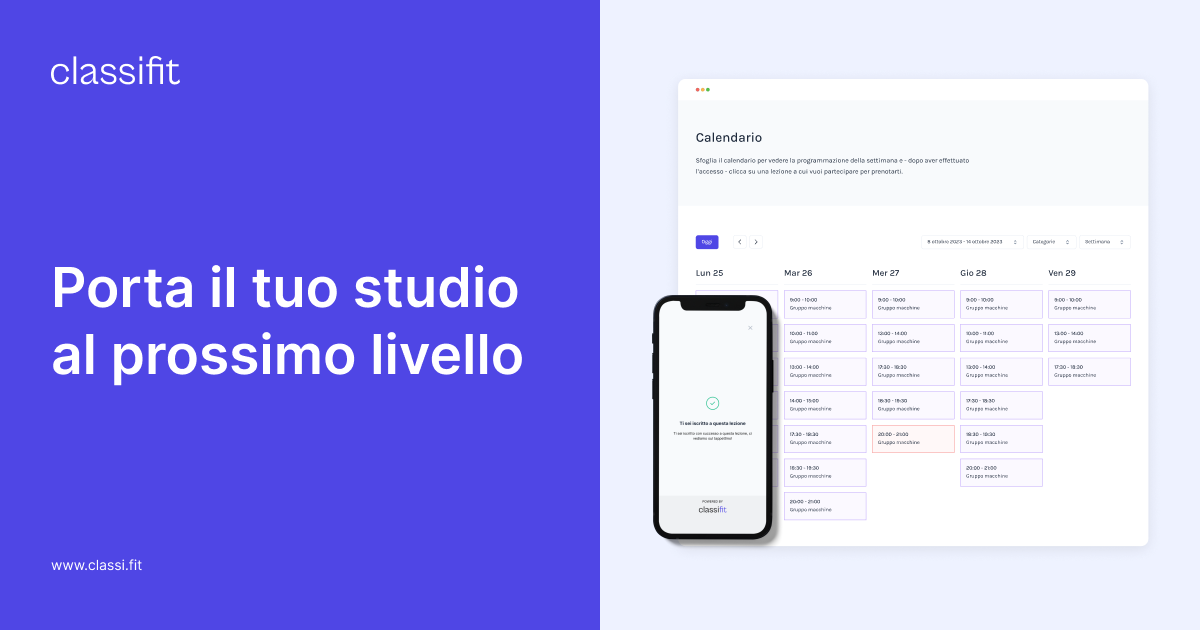 classifit
Porta il tuo studio
al prossimo livello
www.classi.fit
Calendario
Sfoglia il calendario per vedere la programmazione della settimana e - dopo aver effettuato
l'accesso - clicca su una lezione a cui vuoi partecipare per prenotarti.
Oggi
8 ottobre 2023 - 14 ottobre 2023
Categorie
Settimana
Lun 25
Mar 26
Mer 27
Gio 28
Ven 29
9:00 - 10:00
Gruppo macchine
10:00 - 11:00
Gruppo macchine
13:00 - 14:00
Gruppo macchine
14:00 - 15:00
Gruppo macchine
17:30 - 18:30
Gruppo macchine
18:30 - 19:30
Gruppo macchine
20:00 - 21:00
Gruppo macchine
9:00 - 10:00
Gruppo macchine
13:00 - 14:00
Gruppo macchine
17:30 - 18:30
Gruppo macchine
18:30 - 19:30
Gruppo macchine
20:00 - 21:00
Gruppo macchine
9:00 - 10:00
Gruppo macchine
10:00 - 11:00
Gruppo macchine
13:00 - 14:00
Gruppo macchine
17:30 - 18:30
Gruppo macchine
18:30 - 19:30
Gruppo macchine
20:00 - 21:00
Gruppo macchine
9:00 - 10:00
Gruppo macchine
13:00 - 14:00
Gruppo macchine
17:30 - 18:30
Gruppo macchine
Ti sei iscritto a questa lezione
Ti sei iscritto con successo a questa lezione, ci
vediamo sul tappetino!
POWERED BY
classifit